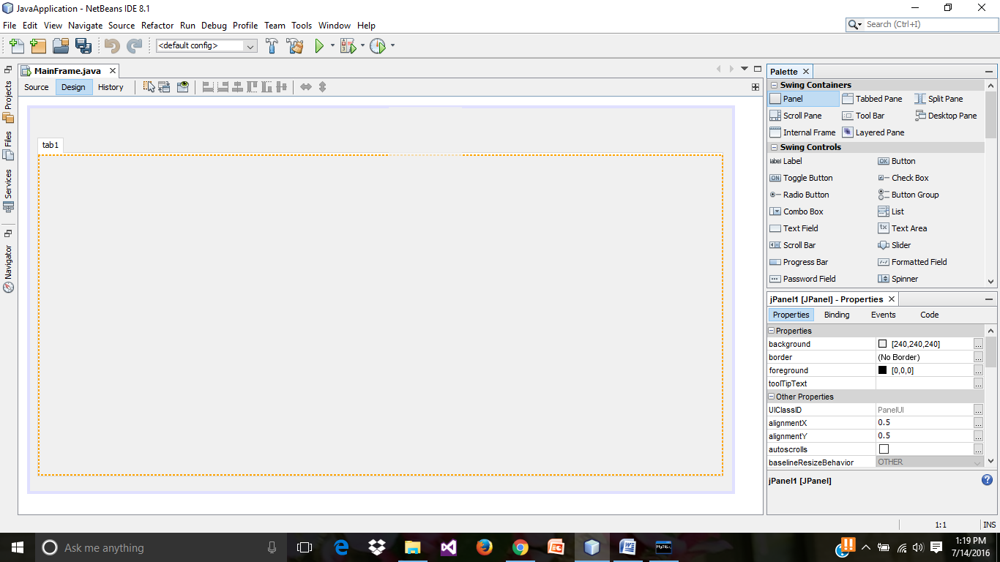 JavaApplication - NetBeans IDE 8.1
File Edit View Navigate Source Refactor Run Debug Profile Team Tools Window Help
Search (Ctrl+I)
<default config>
Projects
Files
Services
Navigator
MainFrame.java
Source Design History
tab1
Palette
Swing Containers
Panel Tabbed Pane Split Pane
Scroll Pane Tool Bar Desktop Pane
Internal Frame Layered Pane
Swing Controls
label Label OK Button
ON Toggle Button Check Box
Radio Button Button Group
Combo Box List
Text Field tx Text Area
Scroll Bar Slider
Progress Bar Formatted Field
Password Field Spinner
jPanel1 [JPanel] - Properties
Properties Binding Events Code
Properties
background [240,240,240] ...
border (No Border) ...
foreground [0,0,0] ...
toolTipText ...
Other Properties
UIClassID PanelUI ...
alignmentX 0.5 ...
alignmentY 0.5 ...
autoscrolls ...
baselineResizeBehavior OTHER
jPanel1 [JPanel]
1:1 INS
Ask me anything
MySQL
1:19 PM
7/14/2016